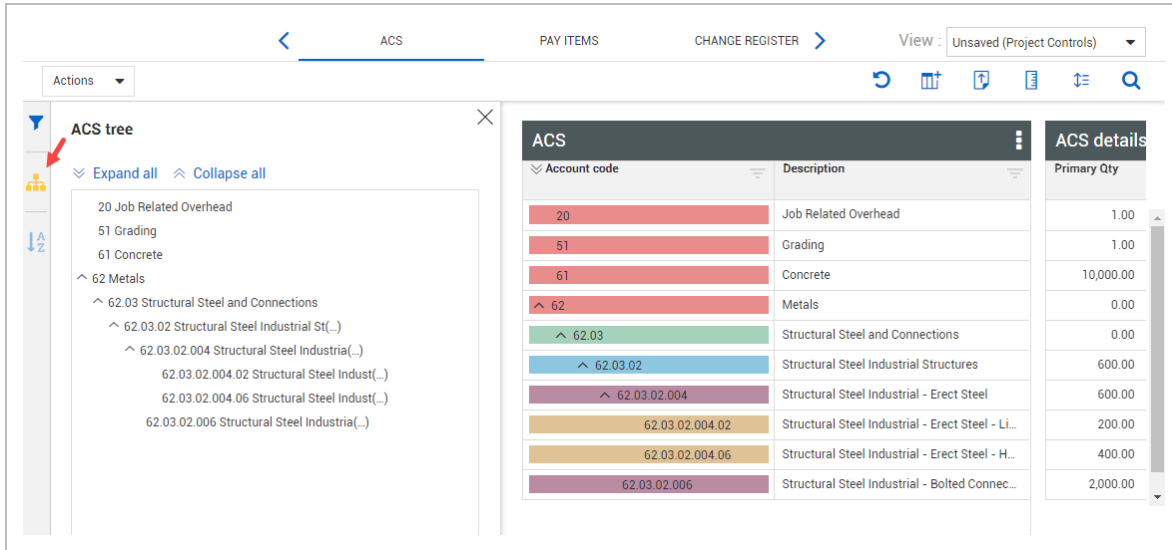 ACS PAY ITEMS CHANGE REGISTER View : Unsaved (Project Controls)
Actions
ACS tree
Expand all Collapse all
20 Job Related Overhead
51 Grading
61 Concrete
62 Metals
62.03 Structural Steel and Connections
62.03.02 Structural Steel Industrial St(...)
62.03.02.004 Structural Steel Industria(...)
62.03.02.004.02 Structural Steel Indust(...)
62.03.02.004.06 Structural Steel Indust(...)
62.03.02.006 Structural Steel Industria(...)
A
Z
ACS ACS details
Account code Description Primary Qty
20 Job Related Overhead 1.00
51 Grading 1.00
61 Concrete 10,000.00
62 Metals 0.00
62.03 Structural Steel and Connections 0.00
62.03.02 Structural Steel Industrial Structures 600.00
62.03.02.004 Structural Steel Industrial - Erect Steel 600.00
62.03.02.004.02 Structural Steel Industrial - Erect Steel - Li... 200.00
62.03.02.004.06 Structural Steel Industrial - Erect Steel - H... 400.00
62.03.02.006 Structural Steel Industrial - Bolted Connec... 2,000.00